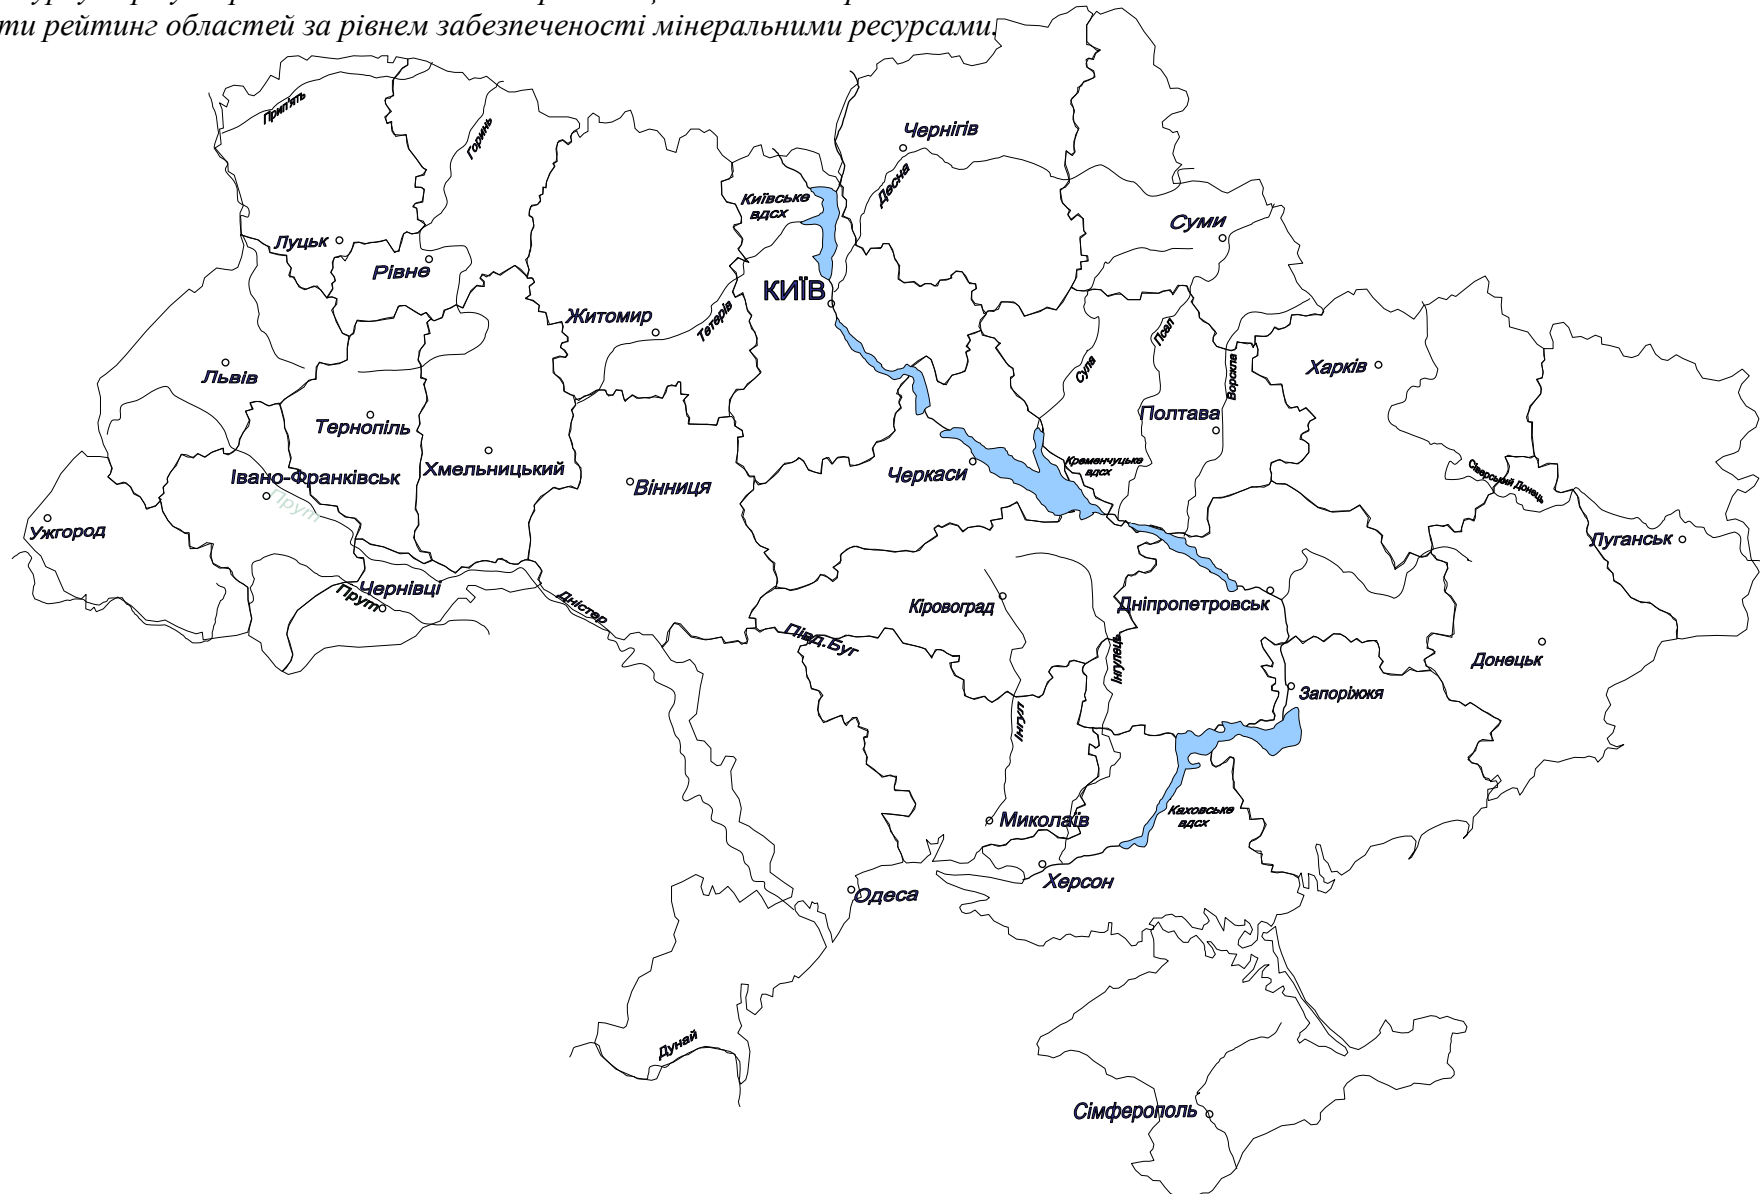 ти рейтинг областей за рівнем забезпеченості мінеральними ресурсами.
Прип'ять
Горинь
Чернігів
Десна
Київське
вдсх
Суми
Луцьк
Рівне
КИЇВ
Житомир
Тетерів
Псел
Сула
Ворскла
Харків
Львів
Тернопіль
Полтава
Хмельницький
Івано-Франківськ
Прут
Вінниця
Черкаси
Кременчуцьке
вдсх
Сіверський Донець
Ужгород
Луганськ
Чернівці
Прут
Дністер
Кіровоград
Дніпропетровськ
Півд.Буг
Інгулець
Донецьк
Запоріжжя
Інгул
Миколаїв
Каховське
вдсх
Херсон
Одеса
Дунай
Сімферополь